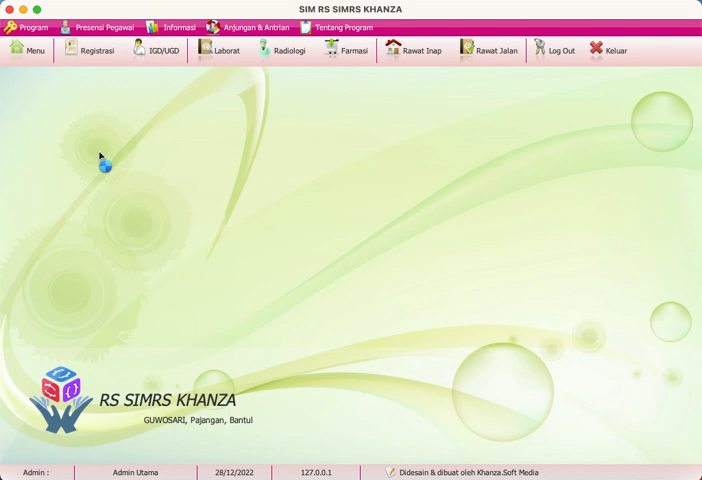 SIM RS SIMRS KHANZA
Program Presensi Pegawai Informasi Anjungan & Antrian Tentang Program
Menu Registrasi IGD/UGD Laborat Radiologi Farmasi Rawat Inap Rawat Jalan Log Out Keluar
RS SIMRS KHANZA
GUWOSARI, Pajangan, Bantul
Admin : Admin Utama 28/12/2022 127.0.0.1 Didesain & dibuat oleh Khanza.Soft Media